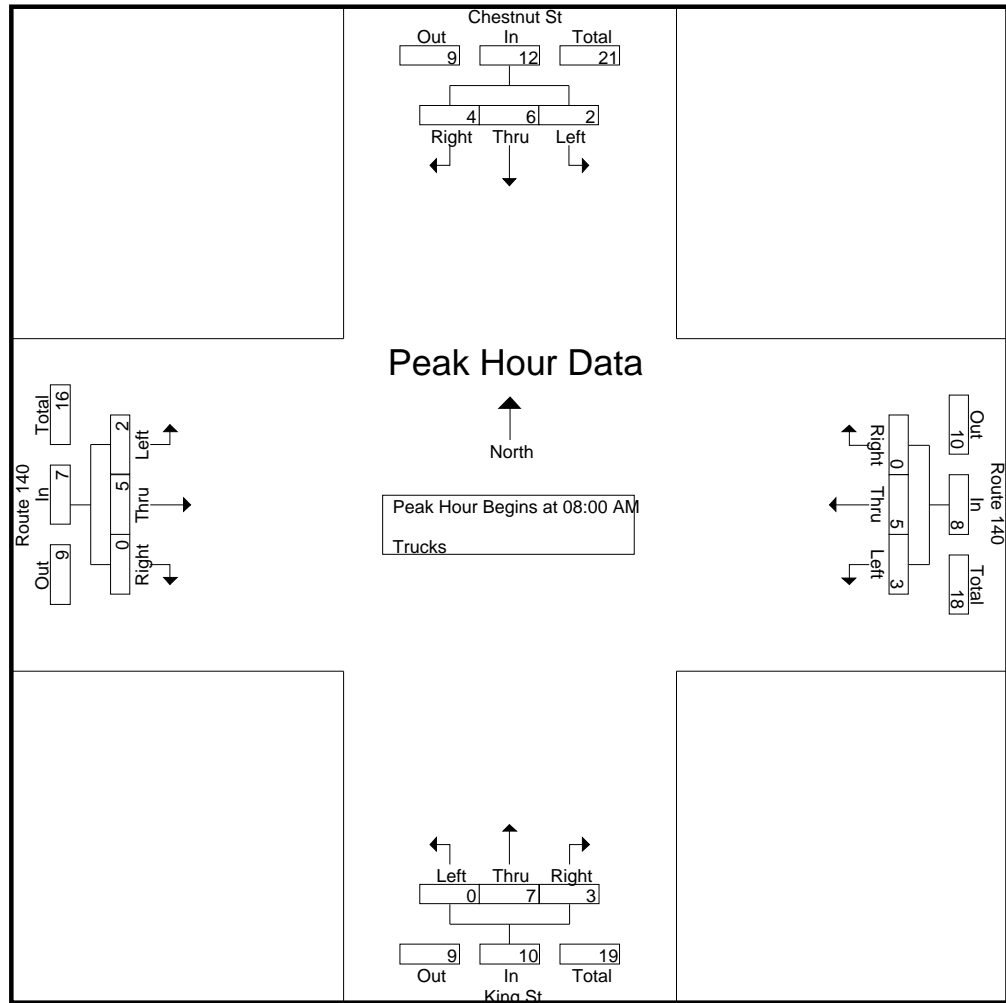 Chestnut St
Out In Total
9 12 21
4 6 2
Right Thru Left
Peak Hour Data
North
Peak Hour Begins at 08:00 AM
Trucks
Route 140
Total In Out
16 7 9
Left Thru Right
2 5 0
Route 140
Out In Total
10 8 18
Right Thru Left
0 5 3
Left Thru Right
0 7 3
9 10 19
Out In Total
King St